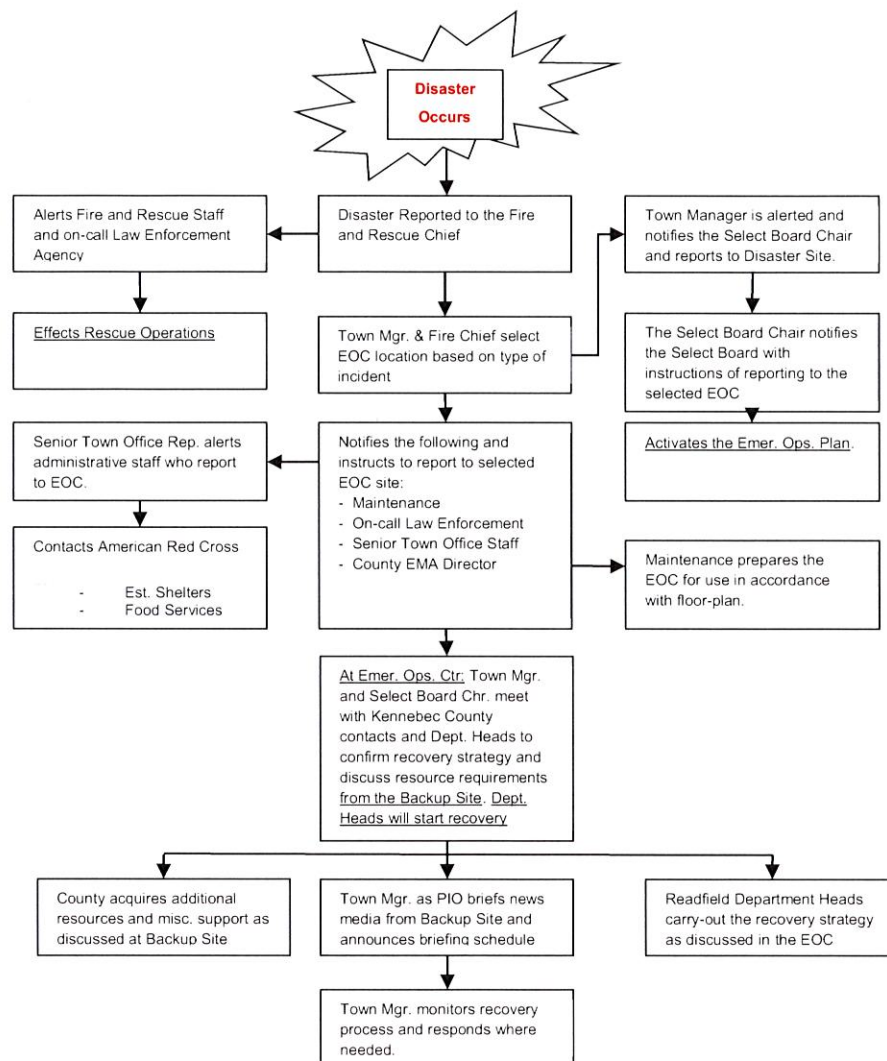 Disaster
Occurs
Alerts Fire and Rescue Staff
and on-call Law Enforcement
Agency
Disaster Reported to the Fire
and Rescue Chief
Town Manager is alerted and
notifies the Select Board Chair
and reports to Disaster Site.
Effects Rescue Operations
Town Mgr. & Fire Chief select
EOC location based on type of
incident
The Select Board Chair notifies
the Select Board with
instructions of reporting to the
selected EOC
Activates the Emer. Ops. Plan.
Senior Town Office Rep. alerts
administrative staff who report
to EOC.
Notifies the following and
instructs to report to selected
EOC site:
- Maintenance
- On-call Law Enforcement
- Senior Town Office Staff
- County EMA Director
Contacts American Red Cross
- Est. Shelters
- Food Services
Maintenance prepares the
EOC for use in accordance
with floor-plan.
At Emer. Ops. Ctr: Town Mgr.
and Select Board Chr. meet
with Kennebec County
contacts and Dept. Heads to
confirm recovery strategy and
discuss resource requirements
from the Backup Site. Dept.
Heads will start recovery
County acquires additional
resources and misc. support as
discussed at Backup Site
Town Mgr. as PIO briefs news
media from Backup Site and
announces briefing schedule
Readfield Department Heads
carry-out the recovery strategy
as discussed in the EOC
Town Mgr. monitors recovery
process and responds where
needed.